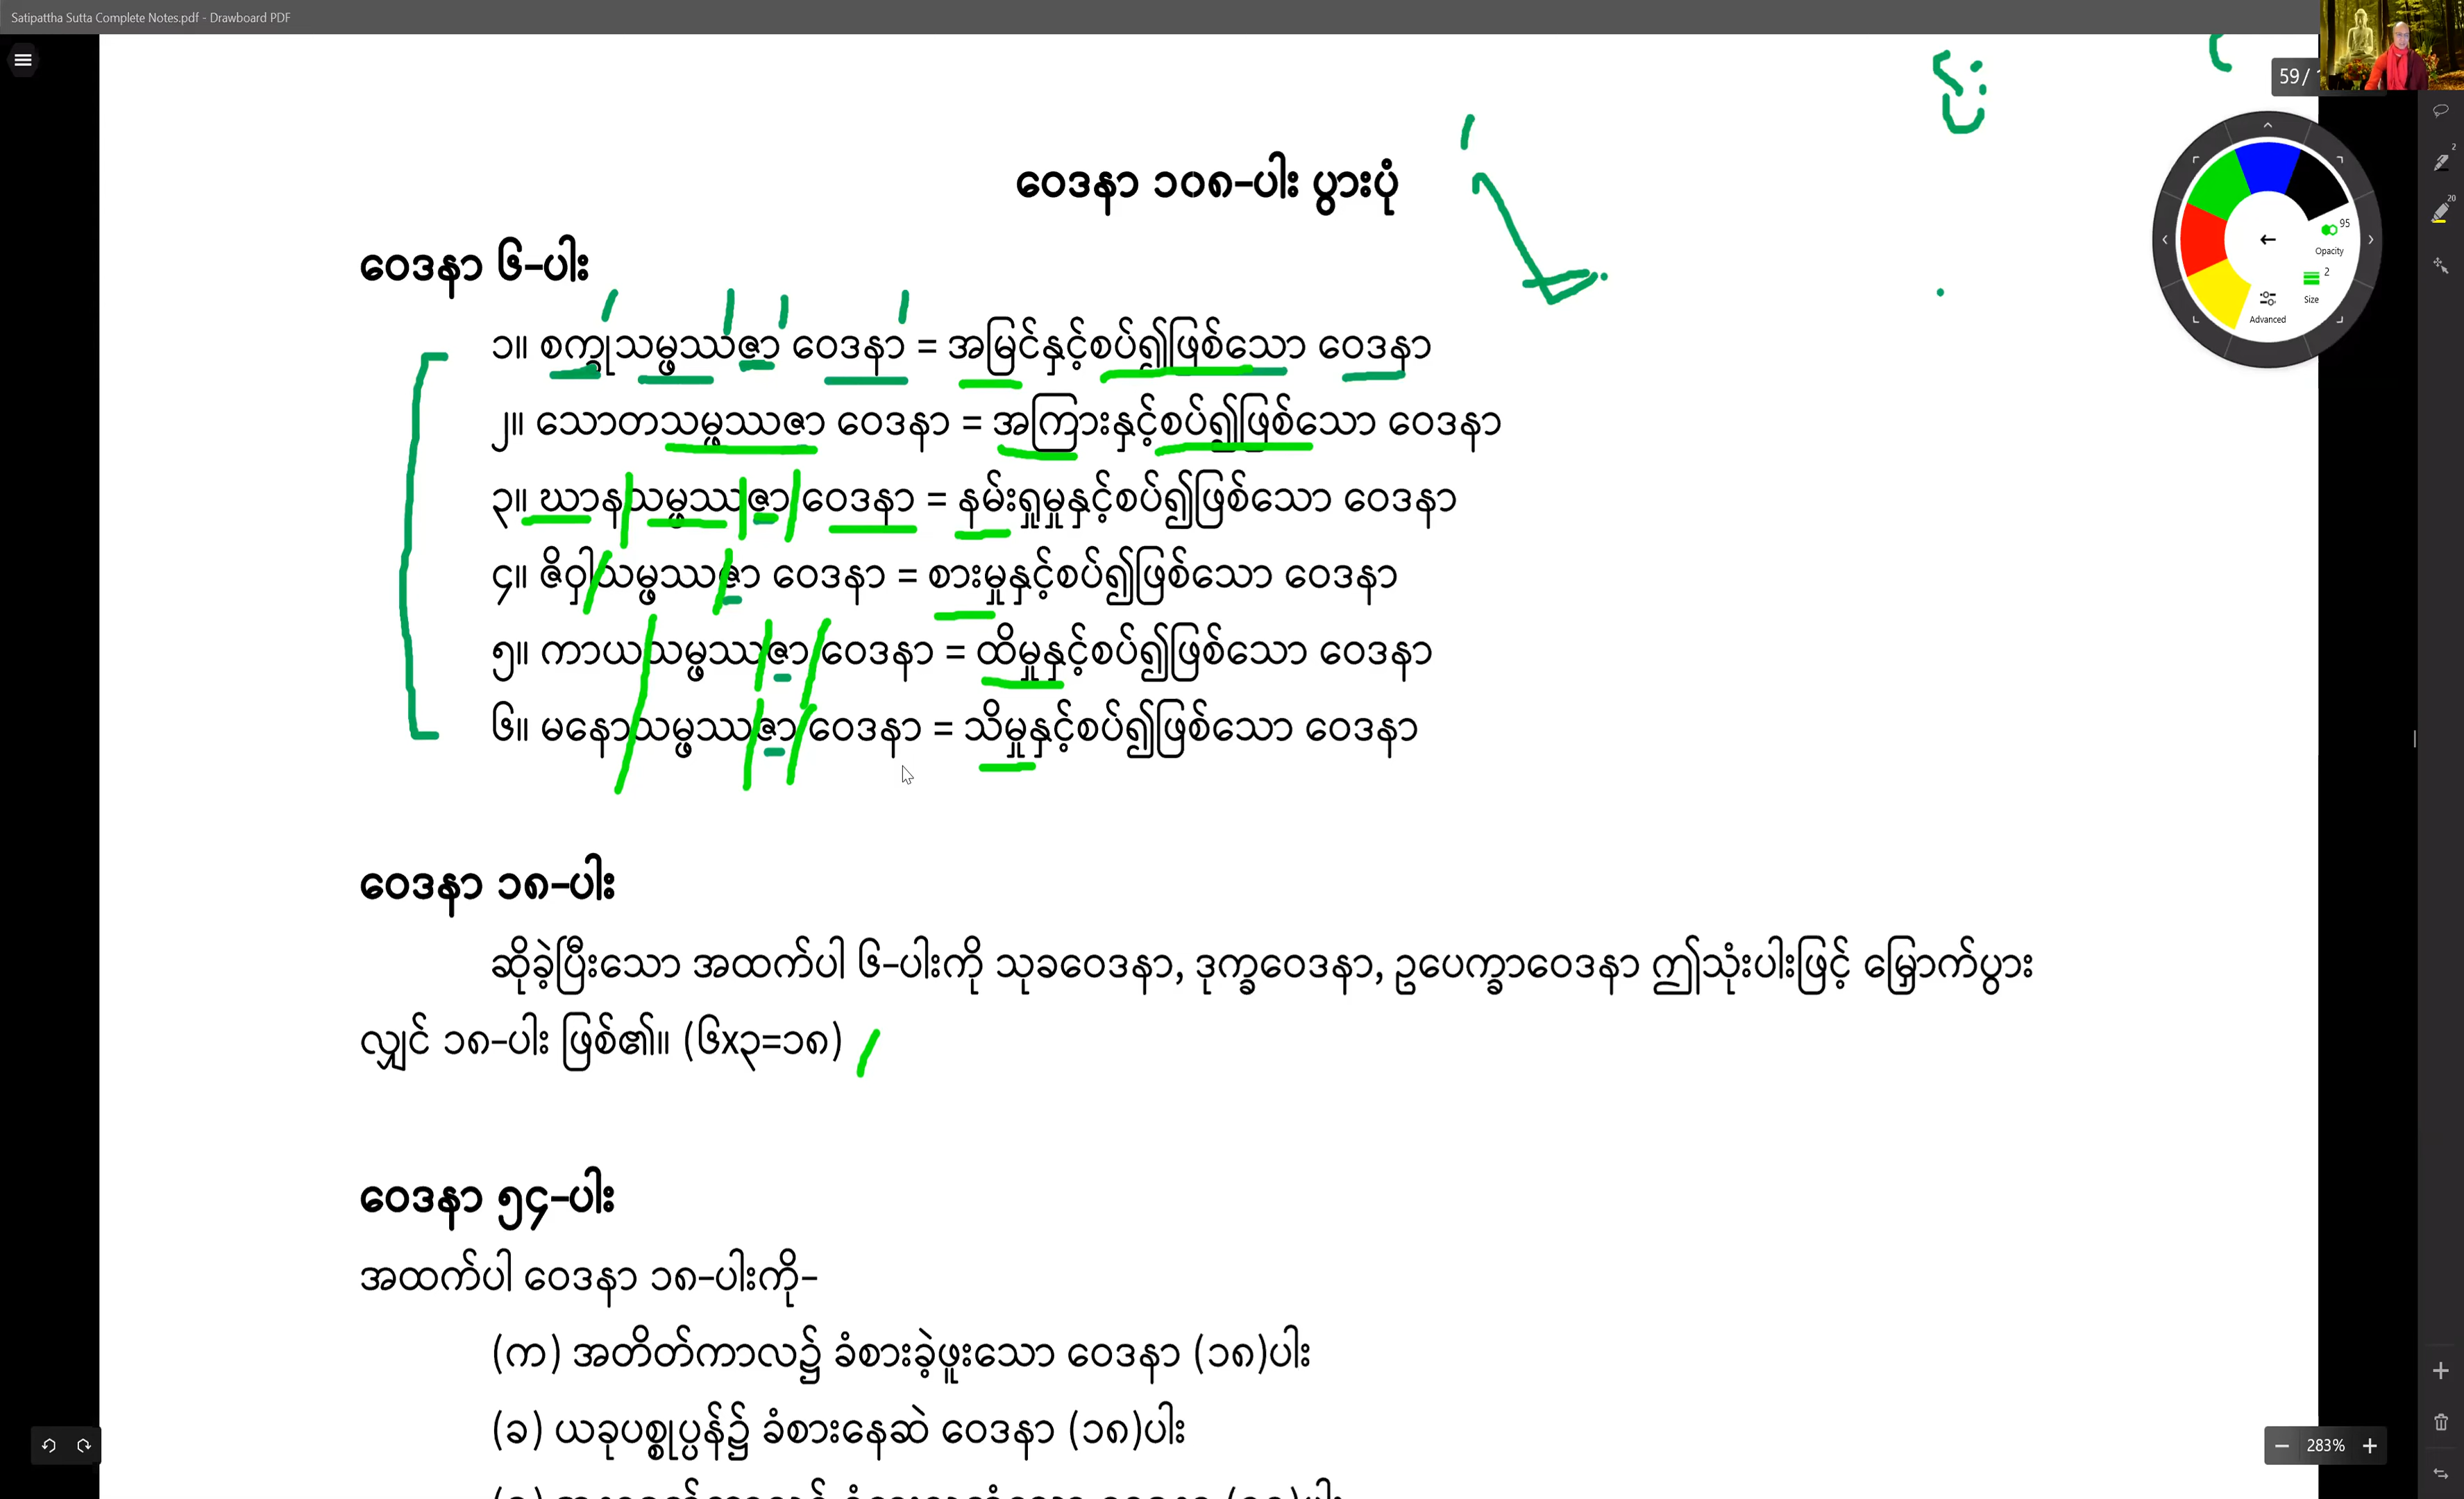 Satipattha Sutta Complete Notes.pdf - Drawboard PDF
59/
ဝေဒနာ ၁၀၈-ပါး ပွားပုံ
ဝေဒနာ ၆-ပါး
၁။ စက္ခုသမ္ဖဿဇာ ဝေဒနာ = အမြင်နှင့်စပ်၍ဖြစ်သော ဝေဒနာ
၂။ သောတသမ္ဖဿဇာ ဝေဒနာ = အကြားနှင့်စပ်၍ဖြစ်သော ဝေဒနာ
၃။ ဃာနသမ္ဖဿဇာ ဝေဒနာ = နမ်းရှုမှုနှင့်စပ်၍ဖြစ်သော ဝေဒနာ
၄။ ဇိဝှါသမ္ဖဿဇာ ဝေဒနာ = စားမှုနှင့်စပ်၍ဖြစ်သော ဝေဒနာ
၅။ ကာယသမ္ဖဿဇာ ဝေဒနာ = ထိမှုနှင့်စပ်၍ဖြစ်သော ဝေဒနာ
၆။ မနောသမ္ဖဿဇာ ဝေဒနာ = သိမှုနှင့်စပ်၍ဖြစ်သော ဝေဒနာ
ဝေဒနာ ၁၈-ပါး
ဆိုခဲ့ပြီးသော အထက်ပါ ၆-ပါးကို သုခဝေဒနာ, ဒုက္ခဝေဒနာ, ဥပေက္ခာဝေဒနာ ဤသုံးပါးဖြင့် မြှောက်ပွား
လျှင် ၁၈-ပါး ဖြစ်၏။ (၆x၃=၁၈)
ဝေဒနာ ၅၄-ပါး
အထက်ပါ ဝေဒနာ ၁၈-ပါးကို-
(က) အတိတ်ကာလ၌ ခံစားခဲ့ဖူးသော ဝေဒနာ (၁၈)ပါး
(ခ) ယခုပစ္စုပ္ပန်၌ ခံစားနေဆဲ ဝေဒနာ (၁၈)ပါး
95
Opacity
2
Size
Advanced
2
20
283%